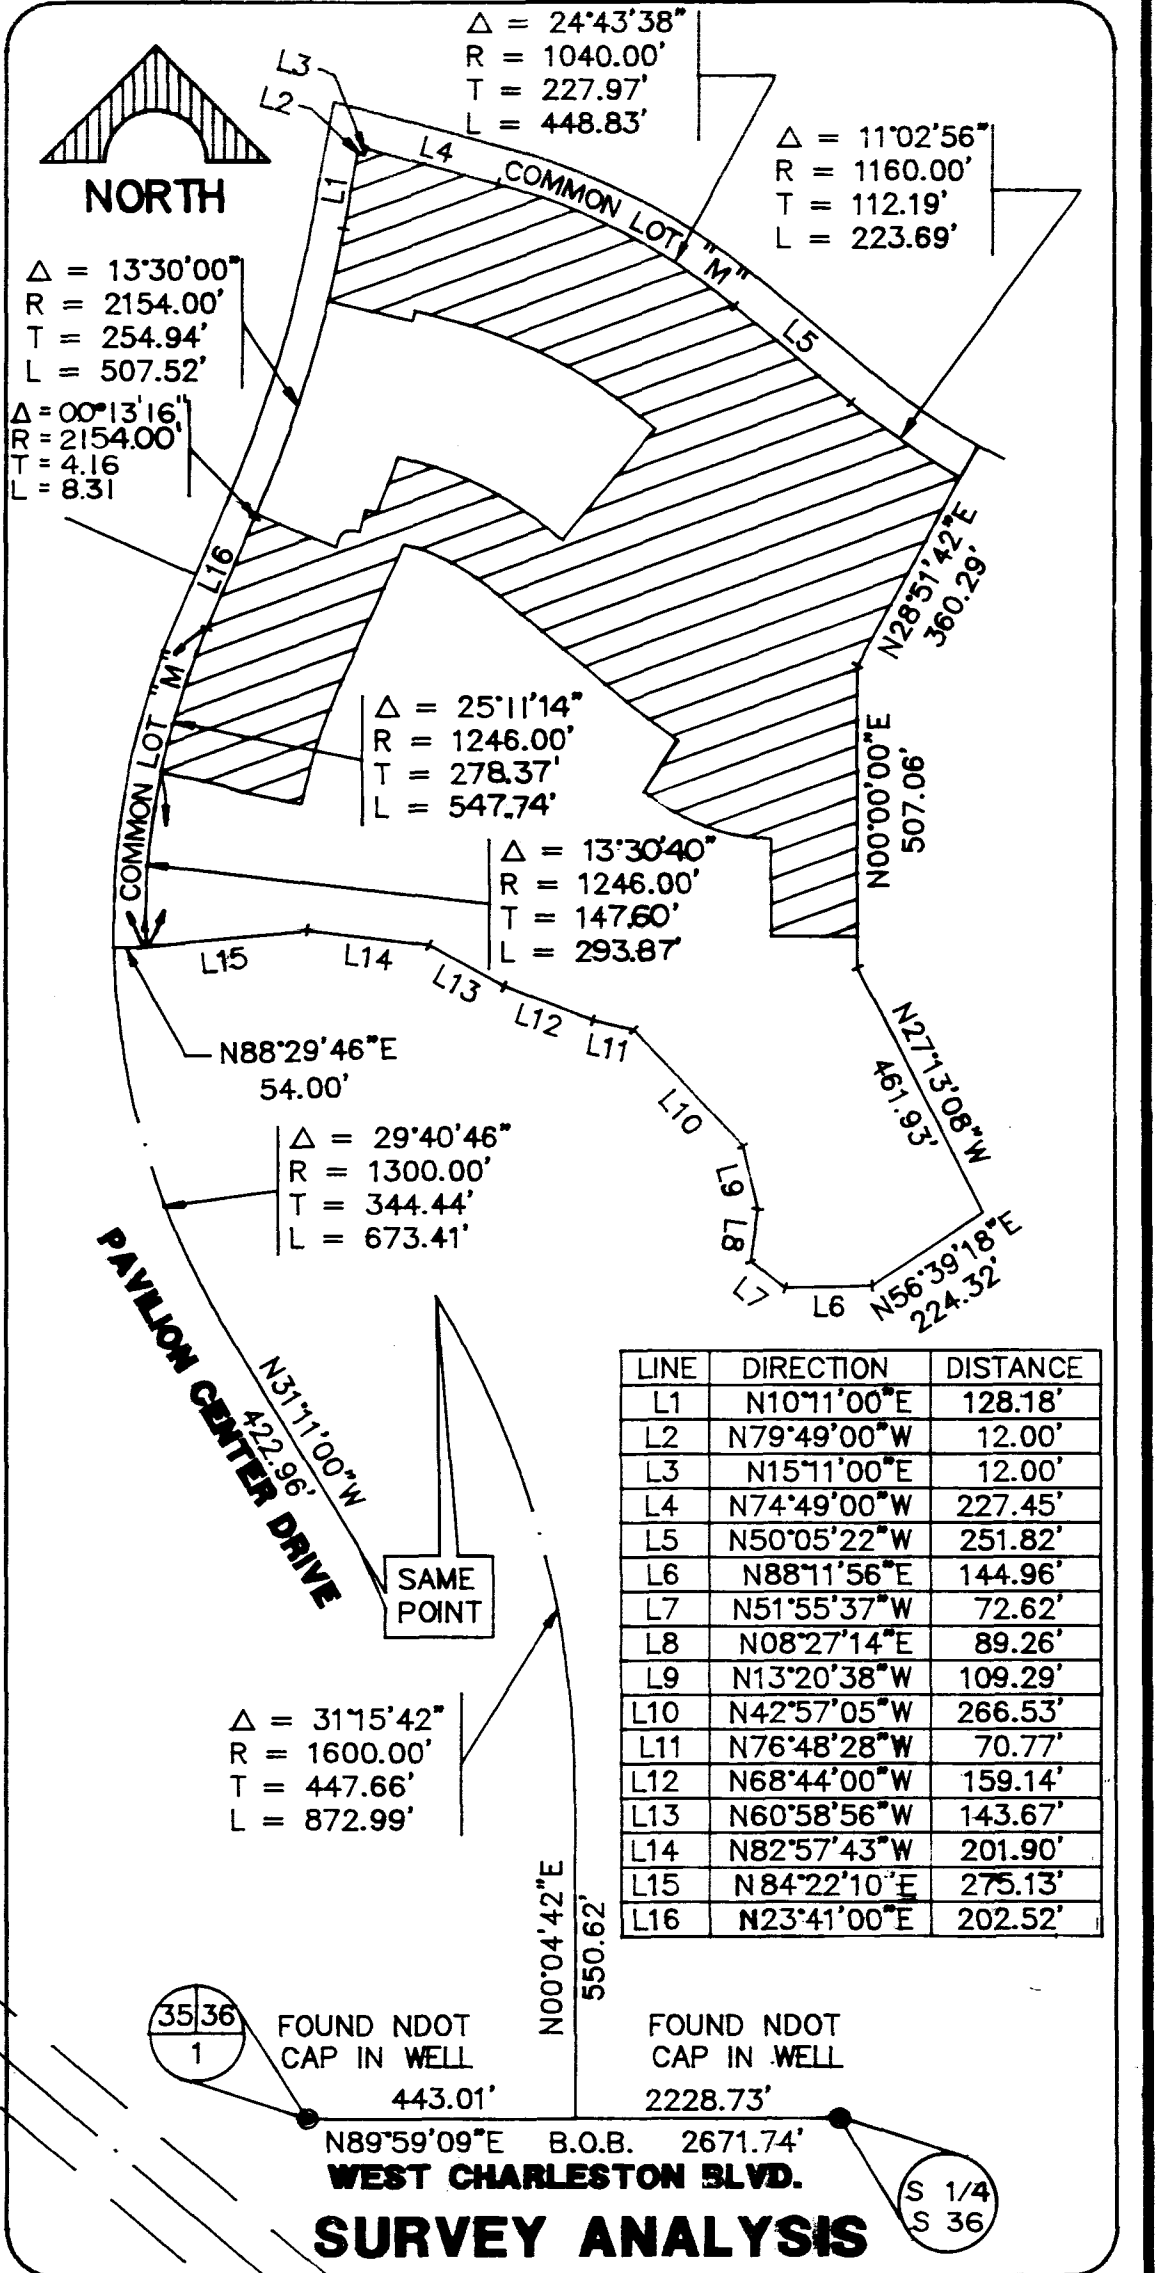 Δ = 24°43'38"
R = 1040.00'
T = 227.97'
L = 448.83'
L3
L2
L1
L4
COMMON LOT "M"
NORTH
Δ = 11°02'56"
R = 1160.00'
T = 112.19'
L = 223.69'
L5
Δ = 13°30'00"
R = 2154.00'
T = 254.94'
L = 507.52'
Δ = 00°13'16"
R = 2154.00'
T = 4.16
L = 8.31
L16
N28°51'42"E
360.29'
COMMON LOT "M"
Δ = 25°11'14"
R = 1246.00'
T = 278.37'
L = 547.74'
N00°00'00"E
507.06'
Δ = 13°30'40"
R = 1246.00'
T = 147.60'
L = 293.87'
L15
L14
L13
L12
L11
L10
L9
L8
L7
L6
N88°29'46"E
54.00'
N27°13'08"W
461.93'
N56°39'18"E
224.32'
Δ = 29°40'46"
R = 1300.00'
T = 344.44'
L = 673.41'
PAVILION CENTER DRIVE
N31°11'00"W
422.96'
SAME
POINT
LINE DIRECTION DISTANCE
L1 N10°11'00"E 128.18'
L2 N79°49'00"W 12.00'
L3 N15°11'00"E 12.00'
L4 N74°49'00"W 227.45'
L5 N50°05'22"W 251.82'
L6 N88°11'56"E 144.96'
L7 N51°55'37"W 72.62'
L8 N08°27'14"E 89.26'
L9 N13°20'38"W 109.29'
L10 N42°57'05"W 266.53'
L11 N76°48'28"W 70.77'
L12 N68°44'00"W 159.14'
L13 N60°58'56"W 143.67'
L14 N82°57'43"W 201.90'
L15 N84°22'10"E 275.13'
L16 N23°41'00"E 202.52'
Δ = 31°15'42"
R = 1600.00'
T = 447.66'
L = 872.99'
N00°04'42"E
550.62'
35 36
1
FOUND NDOT
CAP IN WELL
FOUND NDOT
CAP IN WELL
443.01' 2228.73'
N89°59'09"E B.O.B. 2671.74'
WEST CHARLESTON BLVD.
S 1/4
S 36
SURVEY ANALYSIS